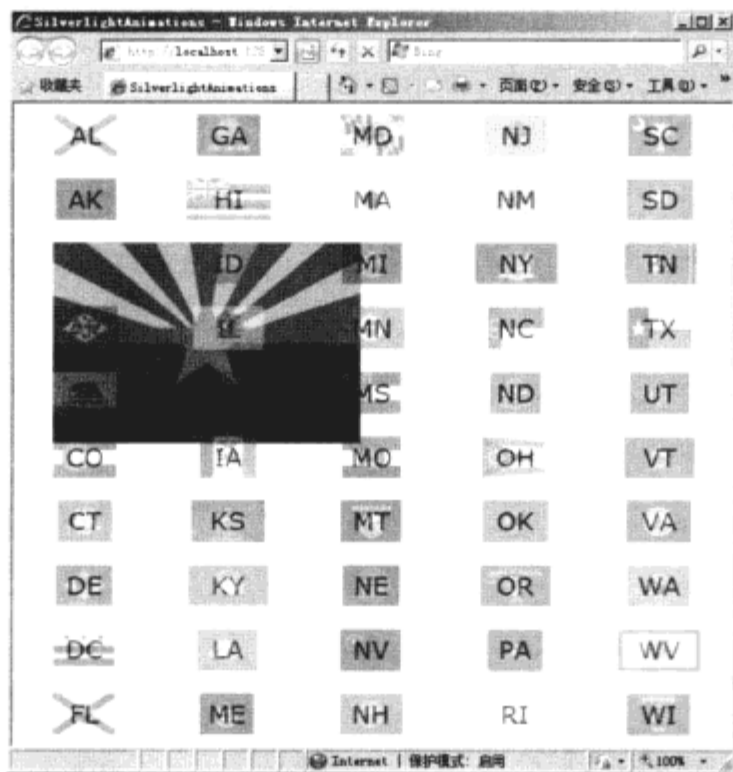 SilverlightAnimations - Windows Internet Explorer
http://localhost Bing
收藏夹 SilverlightAnimations 页面(P) 安全(S) 工具(O)
AL GA MD NJ SC
AK HI MA NM SD
ID MI NY TN
IL MN NC TX
MS ND UT
CO IA MO OH VT
CT KS MT OK VA
DE KY NE OR WA
DC LA NV PA WV
FL ME NH RI WI
Internet | 保护模式: 启用 100%